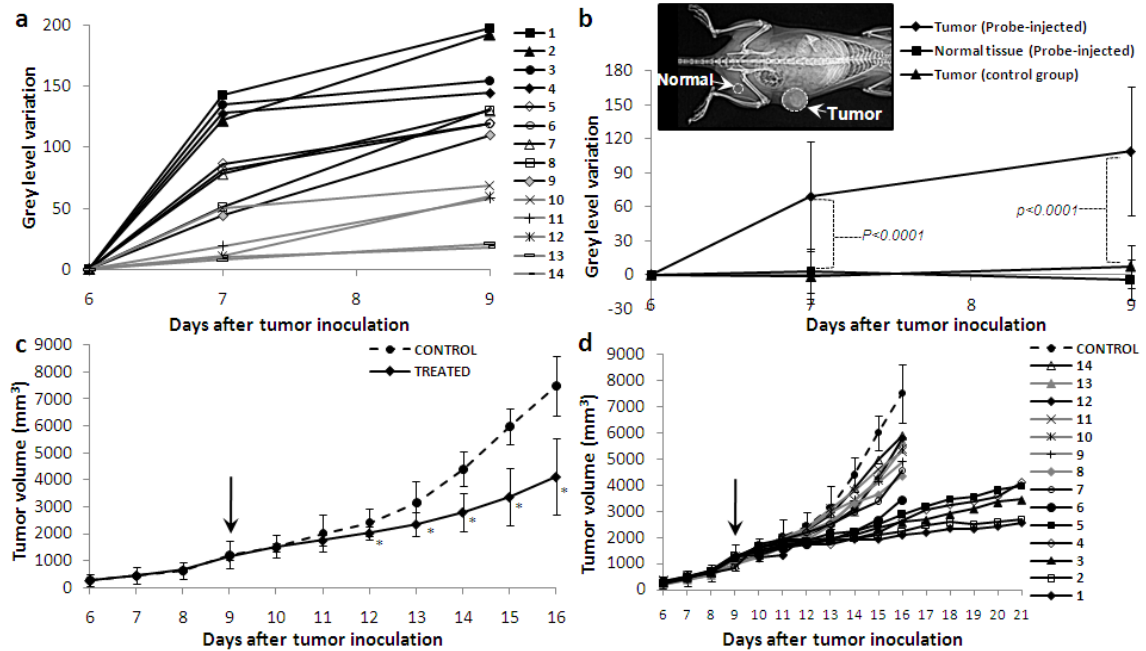 a
Grey level variation
200
150
100
50
0
6 7 9
Days after tumor inoculation
1
2
3
4
5
6
7
8
9
10
11
12
13
14
b
Normal
Tumor
Tumor (Probe-injected)
Normal tissue (Probe-injected)
Tumor (control group)
Grey level variation
180
150
120
90
60
30
0
-30
P<0.0001
p<0.0001
6 7 8 9
Days after tumor inoculation
c
CONTROL
TREATED
Tumor volume (mm³)
9000
8000
7000
6000
5000
4000
3000
2000
1000
0
* * * * *
6 7 8 9 10 11 12 13 14 15 16
Days after tumor inoculation
d
Tumor volume (mm³)
9000
8000
7000
6000
5000
4000
3000
2000
1000
0
6 7 8 9 10 11 12 13 14 15 16 17 18 19 20 21
Days after tumor inoculation
CONTROL
14
13
12
11
10
9
8
7
6
5
4
3
2
1